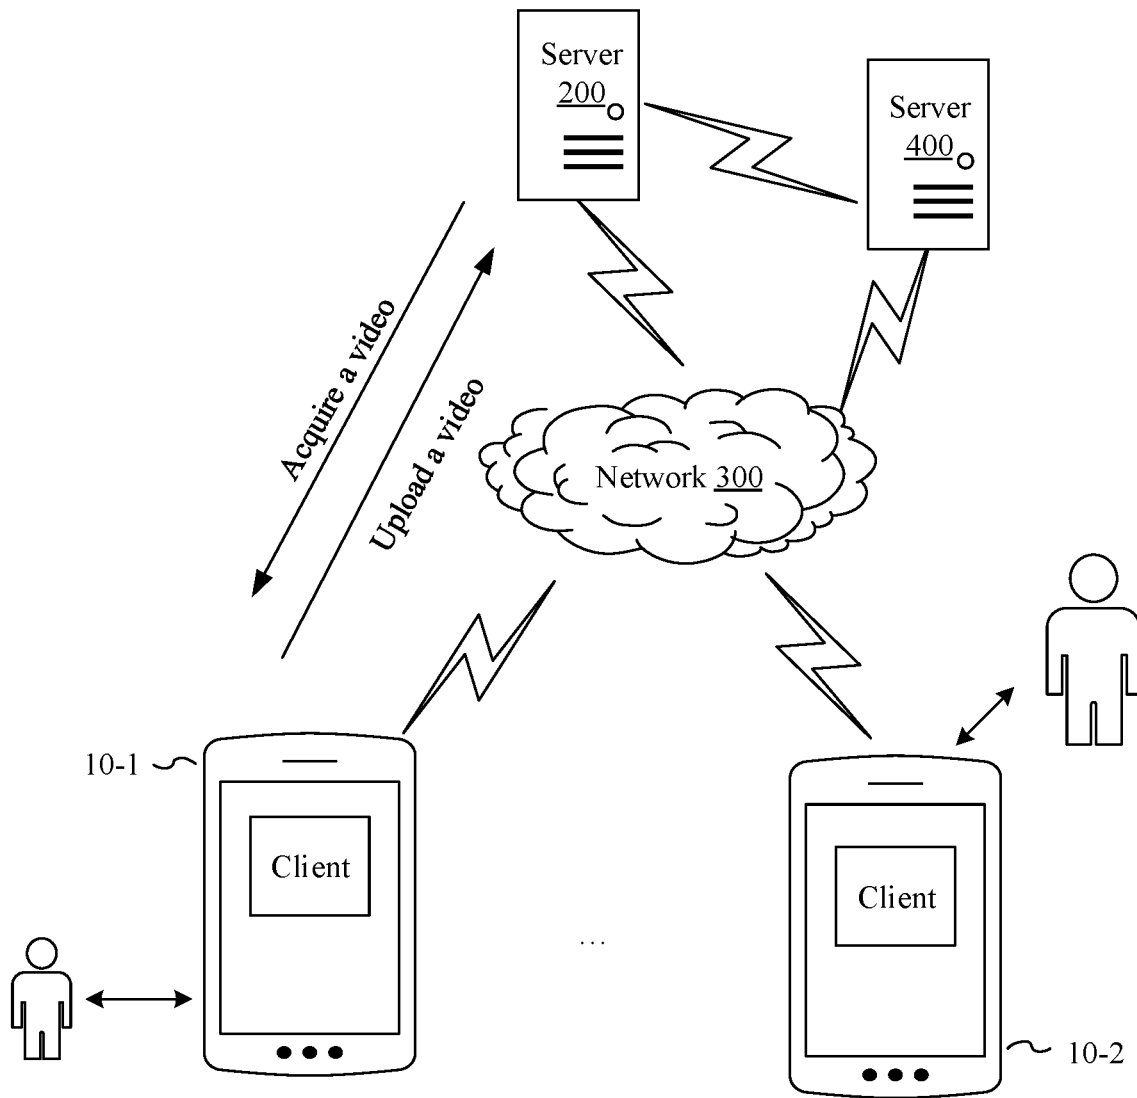 Server
200
Server
400
Acquire a video
Upload a video
Network 300
10-1
Client
Client
...
10-2